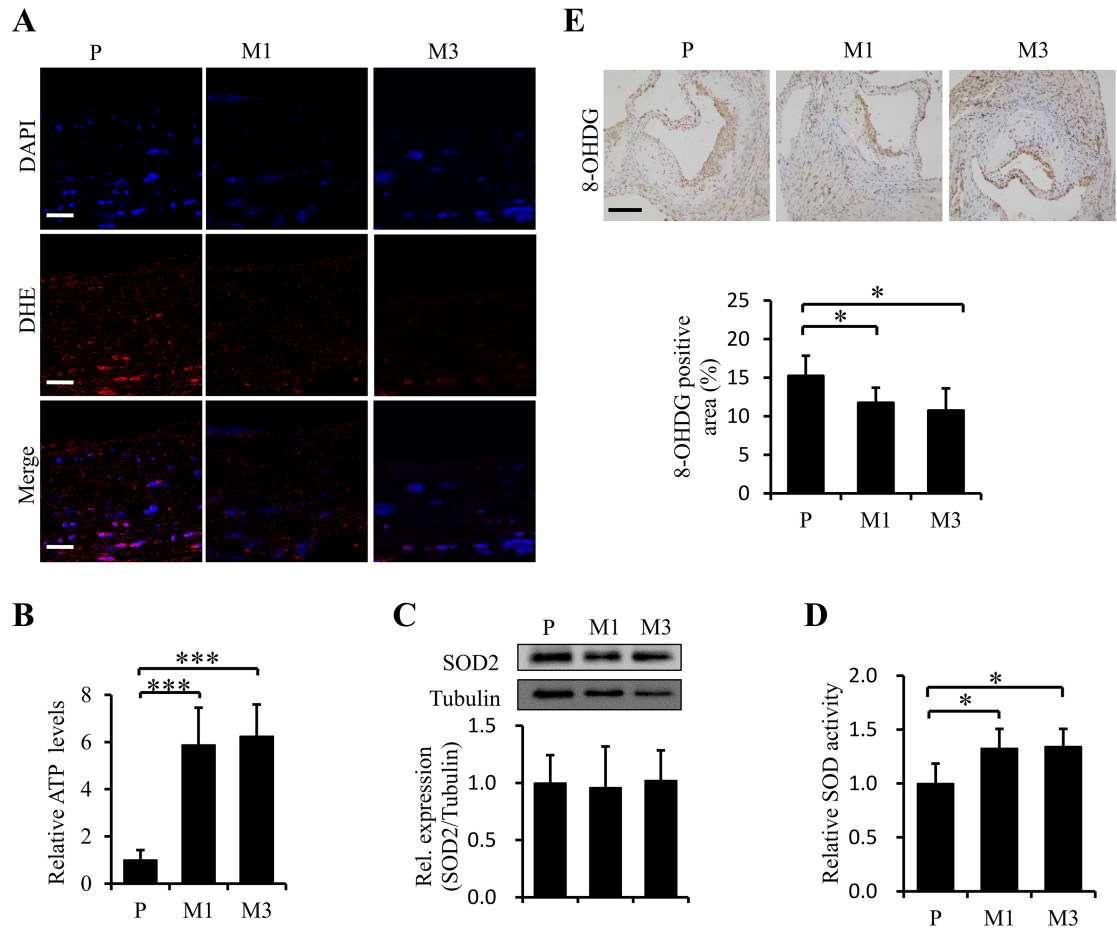 A
P M1 M3
DAPI
DHE
Merge
E
P M1 M3
8-OHDG
8-OHDG positive
area (%)
25
20
15
10
5
0
*
*
P M1 M3
B
Relative ATP levels
8
6
4
2
0
***
***
P M1 M3
C
P M1 M3
SOD2
Tubulin
Rel. expression
(SOD2/Tubulin)
1.5
1.0
0.5
0.0
P M1 M3
D
Relative SOD activity
2.0
1.5
1.0
0.5
0.0
*
*
P M1 M3